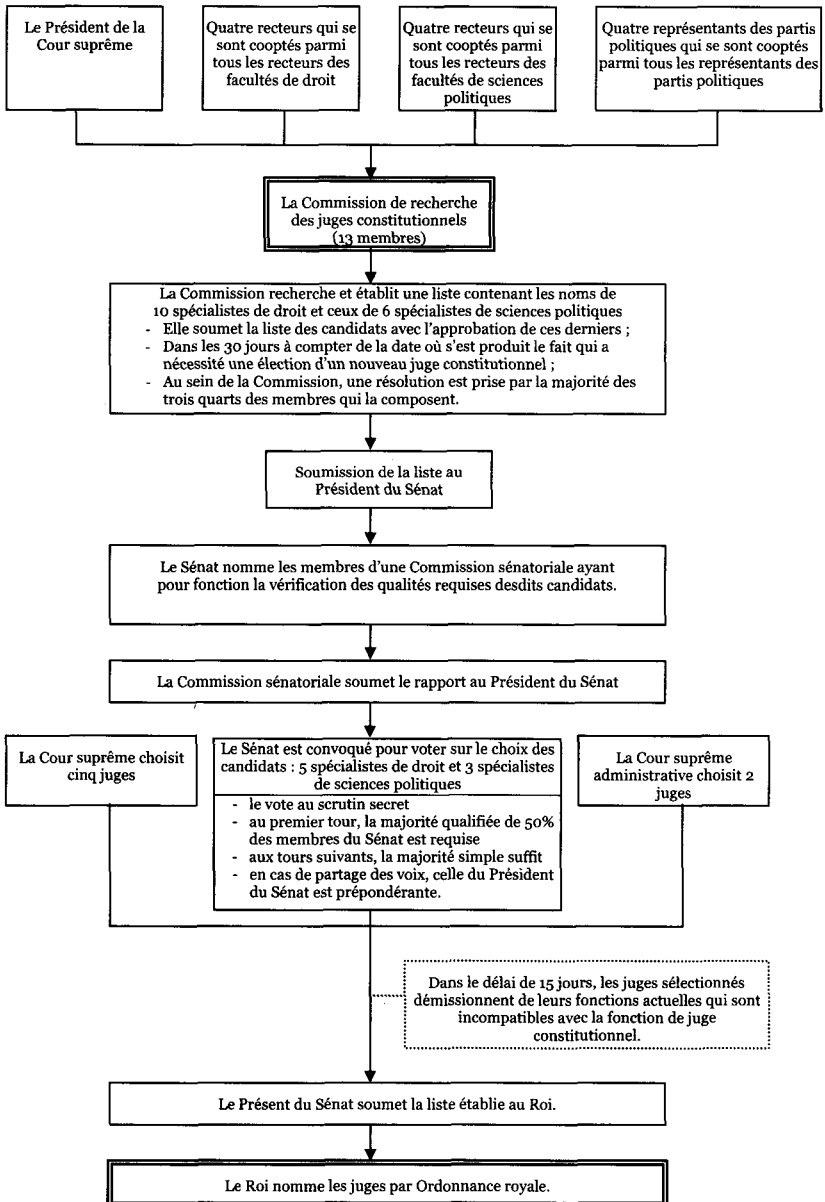 Le Président de la
Cour suprême
Quatre recteurs qui se
sont cooptés parmi
tous les recteurs des
facultés de droit
Quatre recteurs qui se
sont cooptés parmi
tous les recteurs des
facultés de sciences
politiques
Quatre représentants des partis
politiques qui se sont cooptés
parmi tous les représentants des
partis politiques
La Commission de recherche
des juges constitutionnels
(13 membres)
La Commission recherche et établit une liste contenant les noms de
10 spécialistes de droit et ceux de 6 spécialistes de sciences politiques
- Elle soumet la liste des candidats avec l'approbation de ces derniers ;
- Dans les 30 jours à compter de la date où s'est produit le fait qui a
nécessité une élection d'un nouveau juge constitutionnel ;
- Au sein de la Commission, une résolution est prise par la majorité des
trois quarts des membres qui la composent.
Soumission de la liste au
Président du Sénat
Le Sénat nomme les membres d'une Commission sénatoriale ayant
pour fonction la vérification des qualités requises desdits candidats.
La Commission sénatoriale soumet le rapport au Président du Sénat
La Cour suprême choisit
cinq juges
Le Sénat est convoqué pour voter sur le choix des
candidats : 5 spécialistes de droit et 3 spécialistes
de sciences politiques
- le vote au scrutin secret
- au premier tour, la majorité qualifiée de 50%
des membres du Sénat est requise
- aux tours suivants, la majorité simple suffit
- en cas de partage des voix, celle du Président
du Sénat est prépondérante.
La Cour suprême
administrative choisit 2
juges
Dans le délai de 15 jours, les juges sélectionnés
démissionnent de leurs fonctions actuelles qui sont
incompatibles avec la fonction de juge
constitutionnel.
Le Présent du Sénat soumet la liste établie au Roi.
Le Roi nomme les juges par Ordonnance royale.